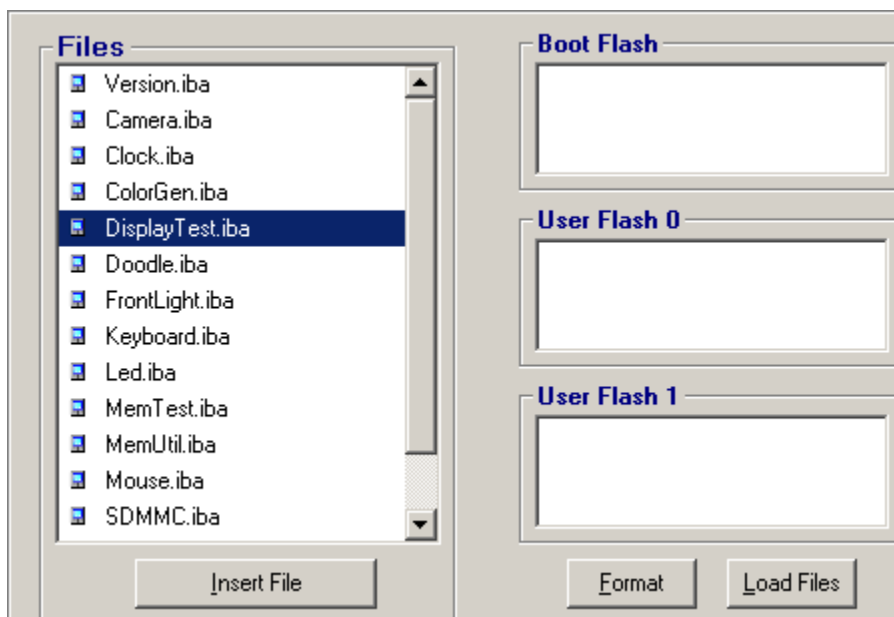 Files
Version.iba
Camera.iba
Clock.iba
ColorGen.iba
DisplayTest.iba
Doodle.iba
FrontLight.iba
Keyboard.iba
Led.iba
MemTest.iba
MemUtil.iba
Mouse.iba
SDMMC.iba
Insert File
Boot Flash
User Flash 0
User Flash 1
Format
Load Files